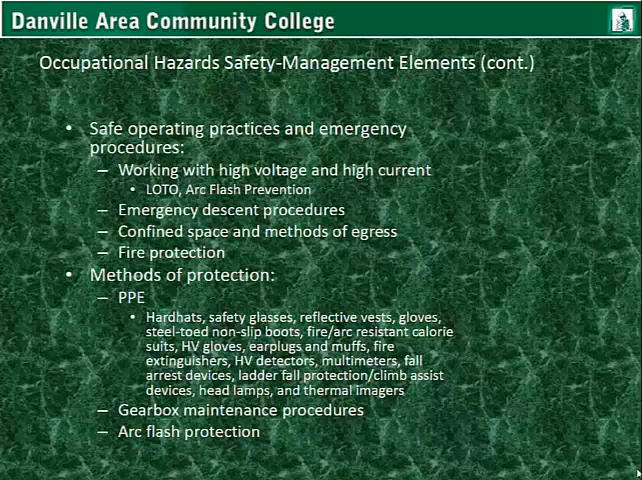 Danville Area Community College
Occupational Hazards Safety-Management Elements (cont.)
• Safe operating practices and emergency
procedures:
– Working with high voltage and high current
• LOTO, Arc Flash Prevention
– Emergency descent procedures
– Confined space and methods of egress
– Fire protection
• Methods of protection:
– PPE
• Hardhats, safety glasses, reflective vests, gloves,
steel-toed non-slip boots, fire/arc resistant calorie
suits, HV gloves, earplugs and muffs, fire
extinguishers, HV detectors, multimeters, fall
arrest devices, ladder fall protection/climb assist
devices, head lamps, and thermal imagers
– Gearbox maintenance procedures
– Arc flash protection